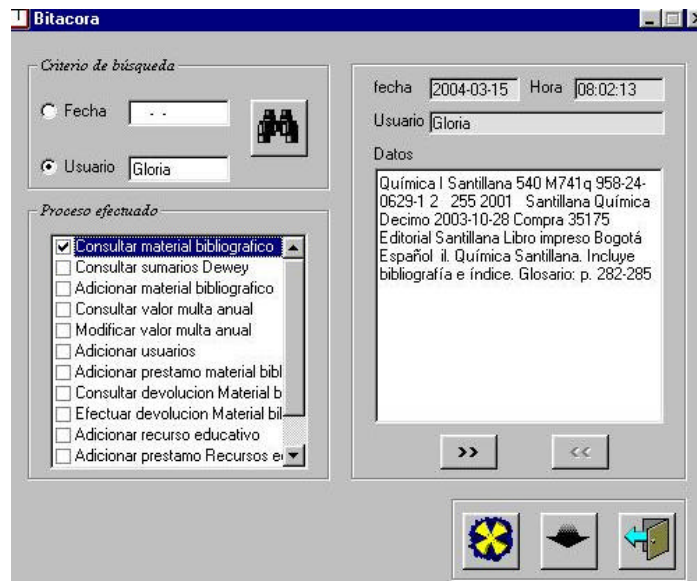 Bitacora
Criterio de búsqueda
Fecha - -
Usuario Gloria
Proceso efectuado
Consultar material bibliografico
Consultar sumarios Dewey
Adicionar material bibliografico
Consultar valor multa anual
Modificar valor multa anual
Adicionar usuarios
Adicionar prestamo material bibl
Consultar devolucion Material b
Efectuar devolucion Material bil
Adicionar recurso educativo
Adicionar prestamo Recursos e
fecha 2004-03-15 Hora 08:02:13
Usuario Gloria
Datos
Química I Santillana 540 M741q 958-24-
0629-1 2 255 2001 Santillana Química
Decimo 2003-10-28 Compra 35175
Editorial Santillana Libro impreso Bogotá
Español il. Química Santillana. Incluye
bibliografía e índice. Glosario: p. 282-285
>> <<